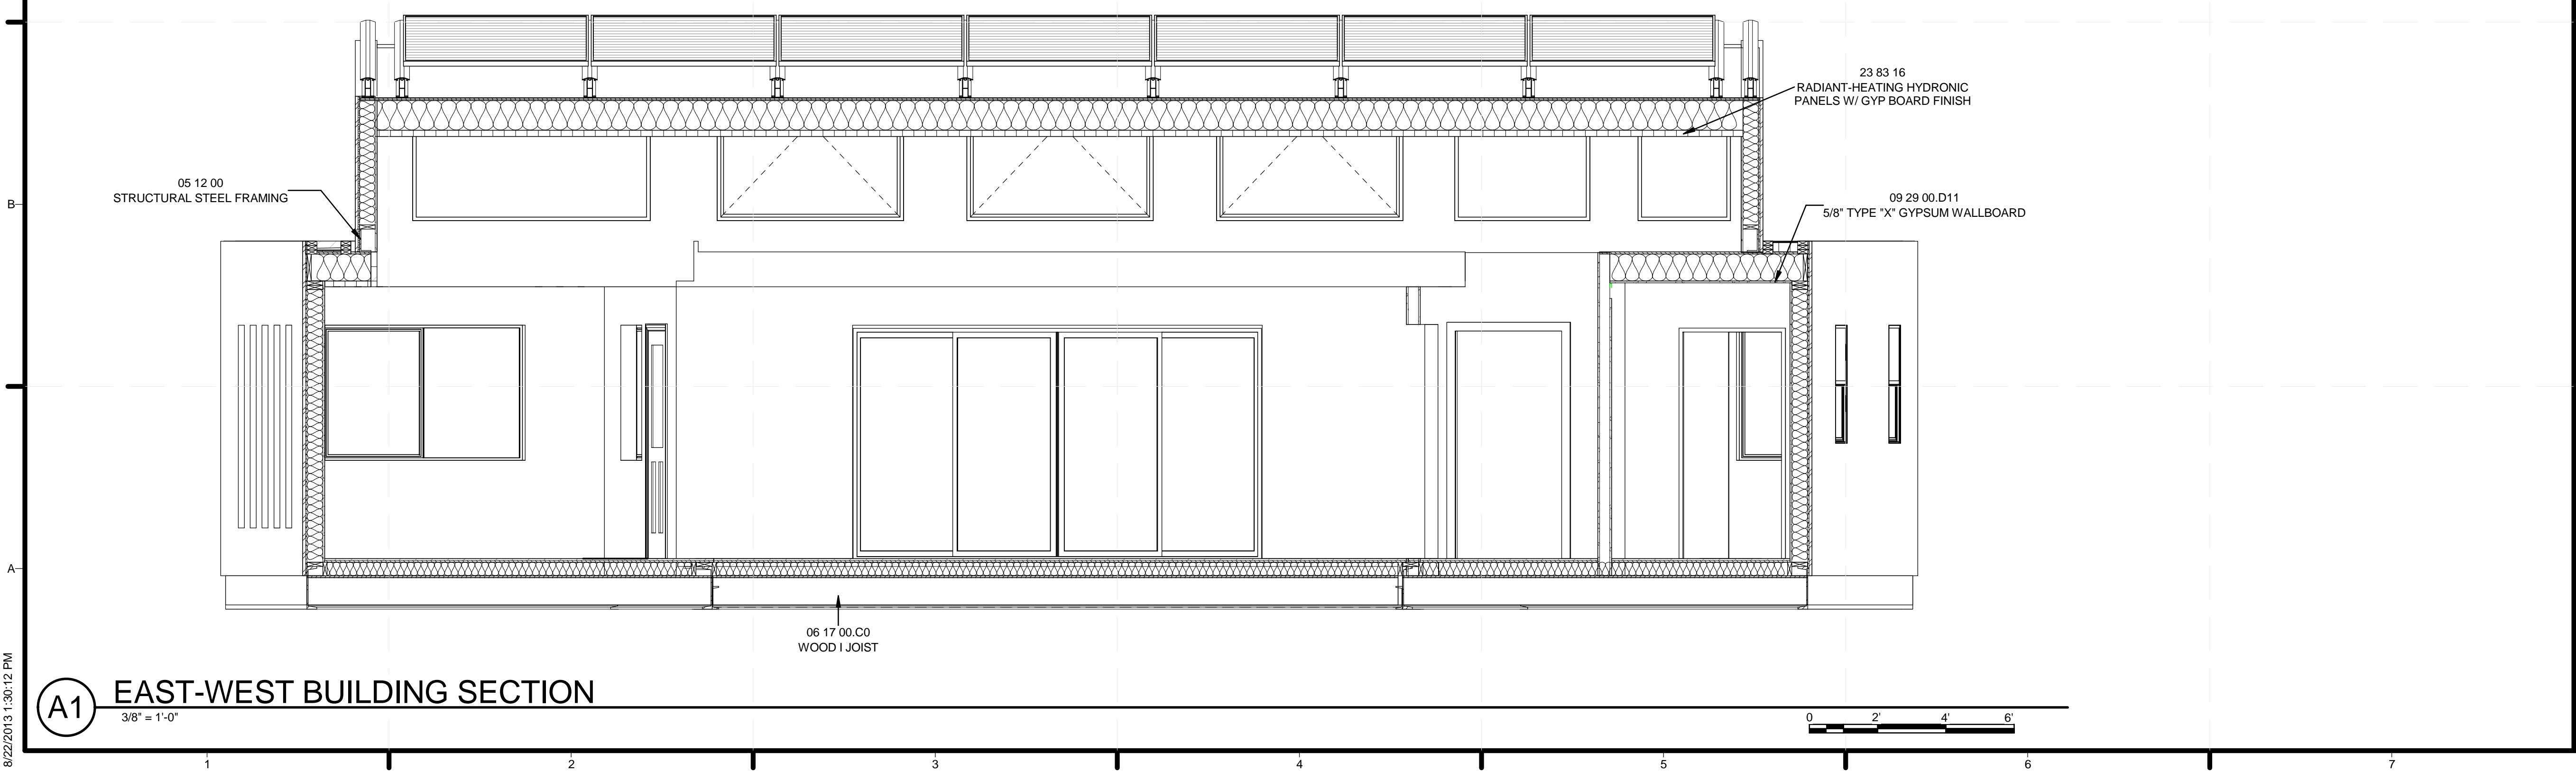 23 83 16
RADIANT-HEATING HYDRONIC
PANELS W/ GYP BOARD FINISH
05 12 00
STRUCTURAL STEEL FRAMING
09 29 00.D11
5/8" TYPE "X" GYPSUM WALLBOARD
B
A
06 17 00.C0
WOOD I JOIST
8/22/2013 1:30:12 PM
A1
EAST-WEST BUILDING SECTION
3/8" = 1'-0"
0 2' 4' 6'
1 2 3 4 5 6 7